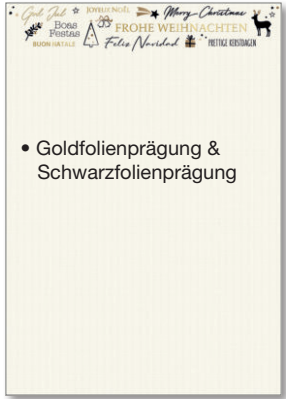 God Jul
JOYEUX NOËL
Merry Christmas
Boas
Festas
FROHE WEIHNACHTEN
BUON NATALE
Feliz Navidad
PRETTIGE KERSTDAGEN
• Goldfolienprägung &
Schwarzfolienprägung